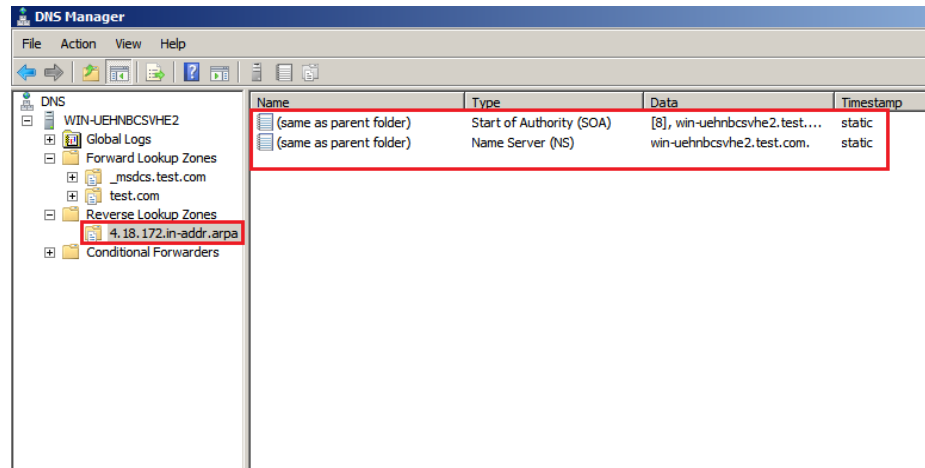 DNS Manager
File Action View Help
DNS
WIN-UEHNBCSVHE2
Global Logs
Forward Lookup Zones
_msdcs.test.com
test.com
Reverse Lookup Zones
4.18.172.in-addr.arpa
Conditional Forwarders
Name Type Data Timestamp
(same as parent folder) Start of Authority (SOA) [8], win-uehnbcsvhe2.test.... static
(same as parent folder) Name Server (NS) win-uehnbcsvhe2.test.com. static